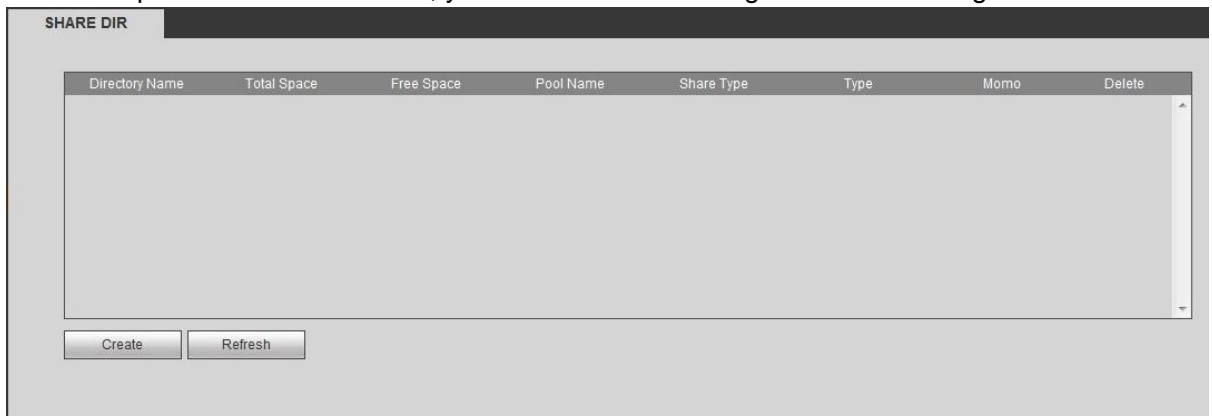 SHARE DIR
Directory Name Total Space Free Space Pool Name Share Type Type Momo Delete
Create Refresh